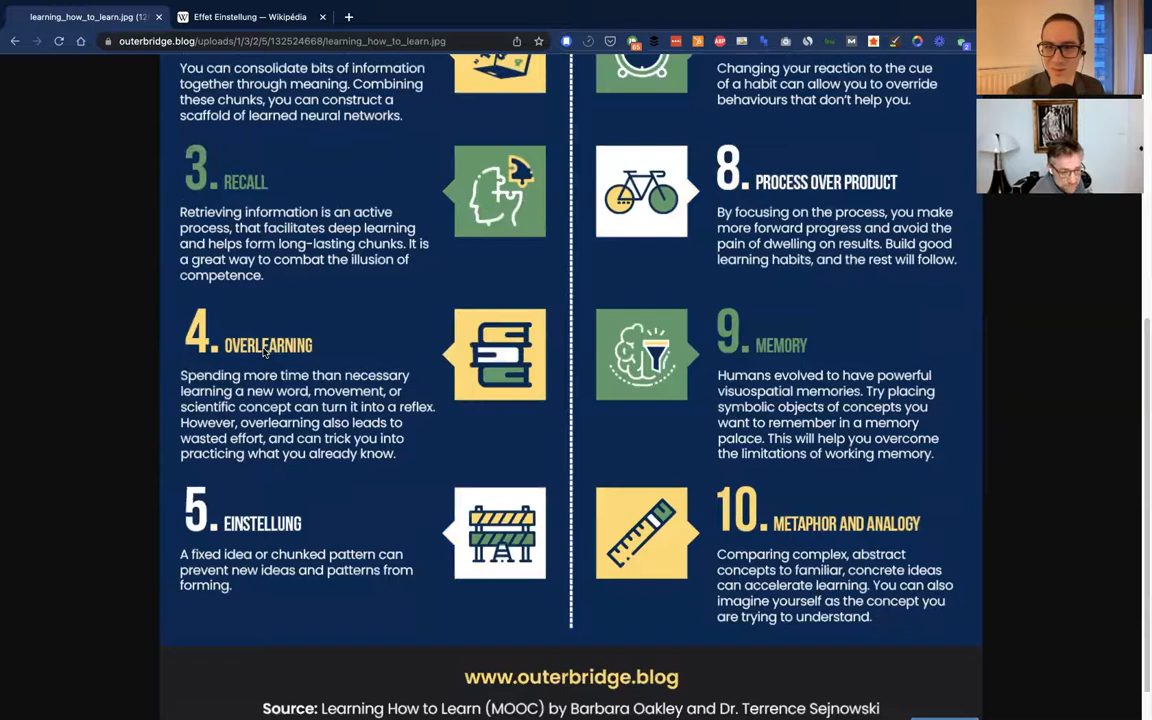 learning_how_to_learn.jpg (12
Effet Einstellung — Wikipédia
outerbridge.blog/uploads/1/3/2/5/132524668/learning_how_to_learn.jpg
You can consolidate bits of information
together through meaning. Combining
these chunks, you can construct a
scaffold of learned neural networks.
3. RECALL
Retrieving information is an active
process, that facilitates deep learning
and helps form long-lasting chunks. It is
a great way to combat the illusion of
competence.
4. OVERLEARNING
Spending more time than necessary
learning a new word, movement, or
scientific concept can turn it into a reflex.
However, overlearning also leads to
wasted effort, and can trick you into
practicing what you already know.
5. EINSTELLUNG
A fixed idea or chunked pattern can
prevent new ideas and patterns from
forming.
Changing your reaction to the cue
of a habit can allow you to override
behaviours that don't help you.
8. PROCESS OVER PRODUCT
By focusing on the process, you make
more forward progress and avoid the
pain of dwelling on results. Build good
learning habits, and the rest will follow.
9. MEMORY
Humans evolved to have powerful
visuospatial memories. Try placing
symbolic objects of concepts you
want to remember in a memory
palace. This will help you overcome
the limitations of working memory.
10. METAPHOR AND ANALOGY
Comparing complex, abstract
concepts to familiar, concrete ideas
can accelerate learning. You can also
imagine yourself as the concept you
are trying to understand.
www.outerbridge.blog
Source: Learning How to Learn (MOOC) by Barbara Oakley and Dr. Terrence Sejnowski